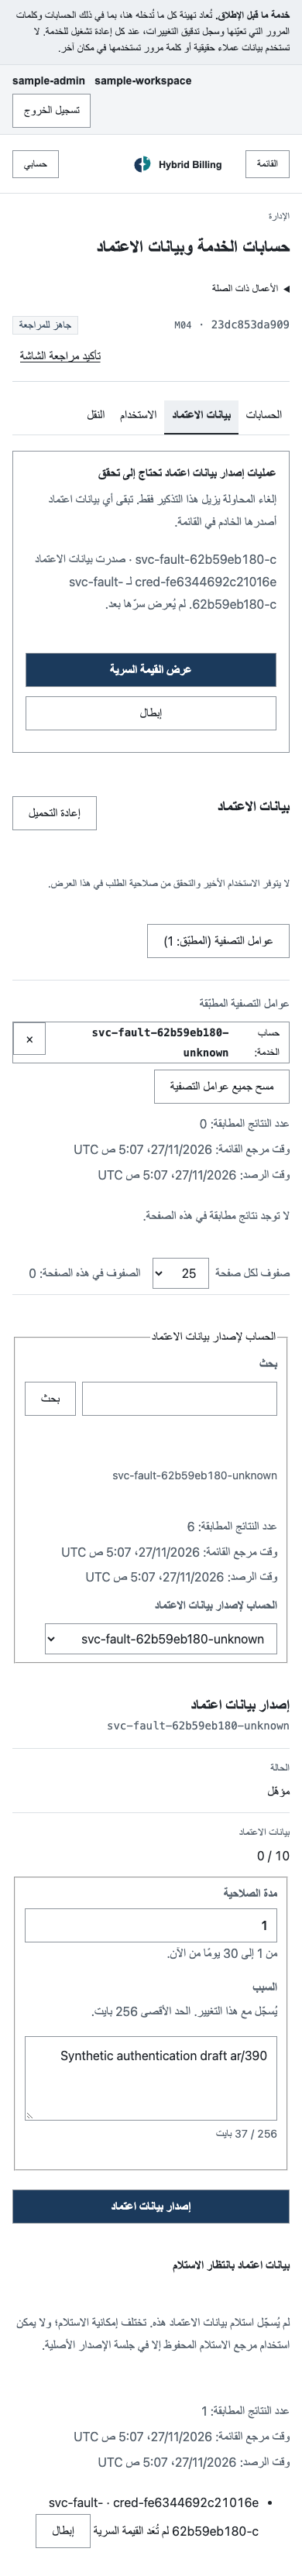 خدمة ما قبل الإطلاق. تُعاد تهيئة كل ما تُدخله هنا، بما في ذلك الحسابات وكلمات
المرور التي تعيّنها وسجل تدقيق التغييرات، عند كل إعادة تشغيل للخدمة. لا
تستخدم بيانات عملاء حقيقية أو كلمة مرور تستخدمها في مكان آخر.
sample-admin sample-workspace
تسجيل الخروج
القائمة
Hybrid Billing
حسابي
الإدارة
حسابات الخدمة وبيانات الاعتماد
◀ الأعمال ذات الصلة
M04 · 23dc853da909
جاهز للمراجعة
تأكيد مراجعة الشاشة
الحسابات
بيانات الاعتماد
الاستخدام
النقل
عمليات إصدار بيانات اعتماد تحتاج إلى تحقق
إلغاء المحاولة يزيل هذا التذكير فقط. تبقى أي بيانات اعتماد
أصدرها الخادم في القائمة.
svc-fault-62b59eb180-c · صدرت بيانات الاعتماد
cred-fe6344692c21016e لـ svc-fault-
62b59eb180-c. لم يُعرض سرّها بعد.
عرض القيمة السرية
إبطال
بيانات الاعتماد
إعادة التحميل
لا يتوفر الاستخدام الأخير والتحقق من صلاحية الطلب في هذا العرض.
عوامل التصفية (المطبّق: 1)
عوامل التصفية المطبّقة
حساب الخدمة:
svc-fault-62b59eb180-
unknown
×
مسح جميع عوامل التصفية
عدد النتائج المطابقة: 0
وقت مرجع القائمة: 27/11/2026، 5:07 ص UTC
وقت الرصد: 27/11/2026، 5:07 ص UTC
لا توجد نتائج مطابقة في هذه الصفحة.
صفوف لكل صفحة
25
الصفوف في هذه الصفحة: 0
الحساب لإصدار بيانات الاعتماد
بحث
بحث
svc-fault-62b59eb180-unknown
عدد النتائج المطابقة: 6
وقت مرجع القائمة: 27/11/2026، 5:07 ص UTC
وقت الرصد: 27/11/2026، 5:07 ص UTC
الحساب لإصدار بيانات الاعتماد
svc-fault-62b59eb180-unknown
إصدار بيانات اعتماد
svc-fault-62b59eb180-unknown
الحالة
مؤهّل
بيانات الاعتماد
0 / 10
مدة الصلاحية
1
من 1 إلى 30 يومًا من الآن.
السبب
يُسجّل مع هذا التغيير. الحد الأقصى 256 بايت.
Synthetic authentication draft ar/390
37 / 256 بايت
إصدار بيانات اعتماد
بيانات اعتماد بانتظار الاستلام
لم يُسجّل استلام بيانات الاعتماد هذه. تختلف إمكانية الاستلام؛ ولا يمكن
استخدام مرجع الاستلام المحفوظ إلا في جلسة الإصدار الأصلية.
عدد النتائج المطابقة: 1
وقت مرجع القائمة: 27/11/2026، 5:07 ص UTC
وقت الرصد: 27/11/2026، 5:07 ص UTC
• cred-fe6344692c21016e · svc-fault-
62b59eb180-c لم تُعَد القيمة السرية
إبطال